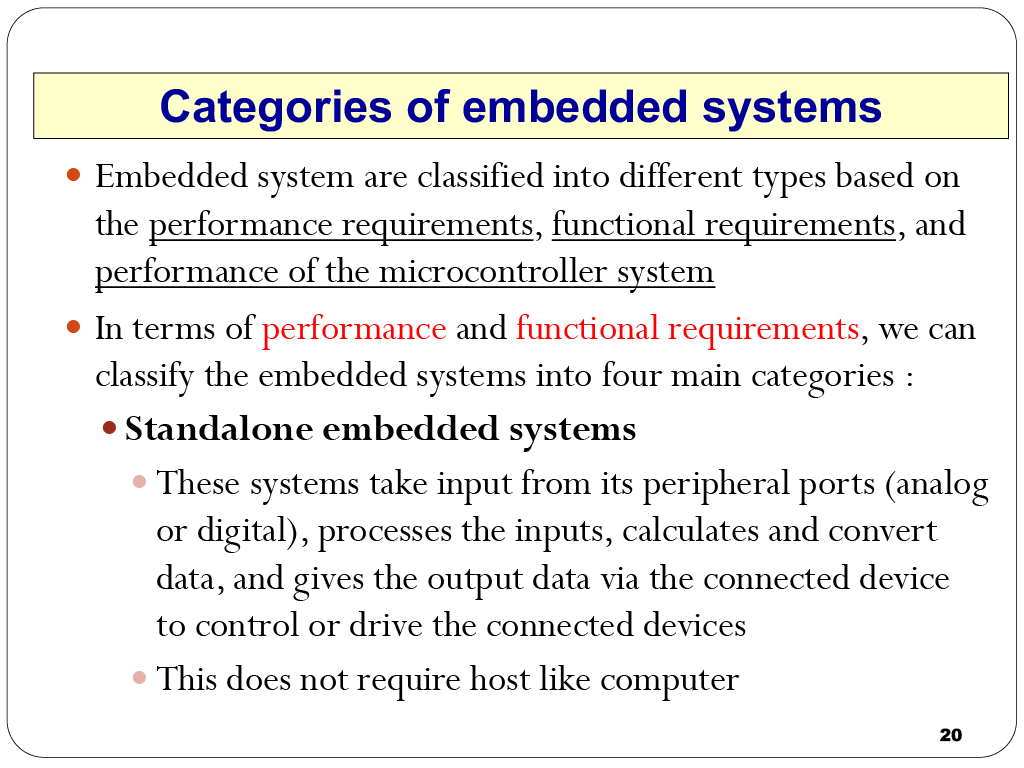 Categories of embedded systems
Embedded system are classified into different types based on
the performance requirements, functional requirements, and
performance of the microcontroller system
In terms of performance and functional requirements, we can
classify the embedded systems into four main categories :
Standalone embedded systems
These systems take input from its peripheral ports (analog
or digital), processes the inputs, calculates and convert
data, and gives the output data via the connected device
to control or drive the connected devices
This does not require host like computer
20